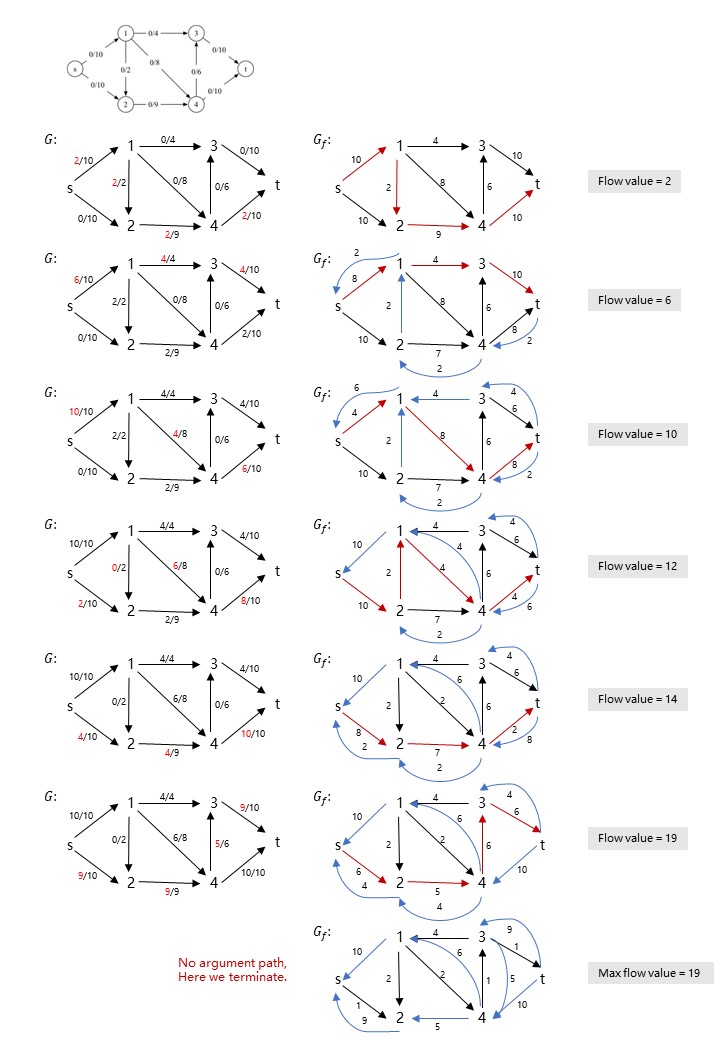 1 0/4 3
0/10 0/10
s 0/2 0/8 0/6 t
0/10 0/10
2 0/9 4
G: 1 0/4 3 0/10
2/10 2/2 0/8 0/6
s t
0/10 2 2/9 4 2/10
G_f: 1 4 3 10
10 2 8 6
s t
10 2 9 4 10
Flow value = 2
G: 1 4/4 3 4/10
6/10 2/2 0/8 0/6
s t
0/10 2 2/9 4 2/10
G_f: 2 1 4 3 10
8 2 8 6
s t
10 2 7 4 8 2
2
Flow value = 6
G: 1 4/4 3 4/10
10/10 2/2 4/8 0/6
s t
0/10 2 2/9 4 6/10
G_f: 6 1 4 3 4
4 2 8 6 6
s t
10 2 7 4 8 2
2
Flow value = 10
G: 1 4/4 3 4/10
10/10 0/2 6/8 0/6
s t
2/10 2 2/9 4 8/10
G_f: 1 4 3 4
10 2 4 4 6 6
s t
10 2 7 4 4 6
2
Flow value = 12
G: 1 4/4 3 4/10
10/10 0/2 6/8 0/6
s t
4/10 2 4/9 4 10/10
G_f: 1 4 3 4
10 2 6 2 6 6
s t
8 2 2 7 4 2 8
2
Flow value = 14
G: 1 4/4 3 9/10
10/10 0/2 6/8 5/6
s t
9/10 2 9/9 4 10/10
G_f: 1 4 3 4
10 2 6 2 6 6
s t
6 4 2 5 4 10
4
Flow value = 19
G_f: 1 4 3 9
10 2 6 2 1 5 1
s t
1 9 2 5 4 10
No argument path,
Here we terminate.
Max flow value = 19